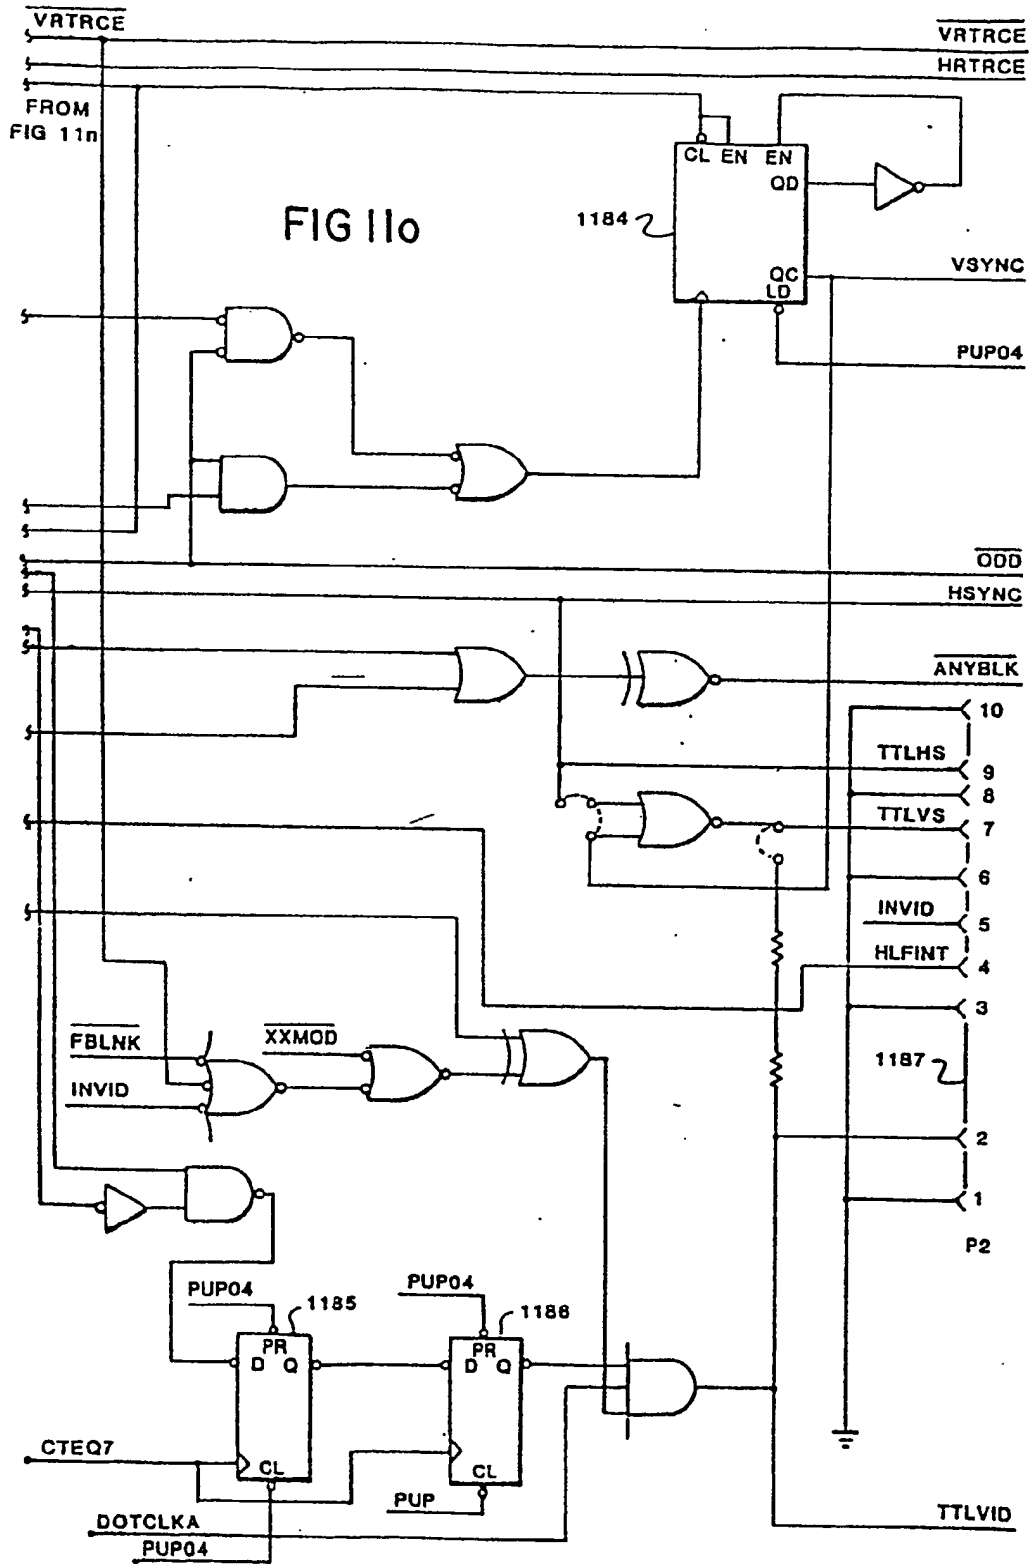 VRTRCE
VRTRCE
HRTRCE
FROM
FIG 11n
CL EN EN
QD
FIG 11o
1184
QC
LD
VSYNC
PUP04
ODD
HSYNC
ANYBLK
10
TTLHS
9
8
TTLVS
7
6
INVID
5
HLFINT
4
3
FBLNK
XXMOD
1187
INVID
2
1
P2
PUP04
1185
PUP04
1186
PR
D Q
PR
D Q
CTEQ7
CL
CL
PUP
DOTCLKA
TTLVID
PUP04